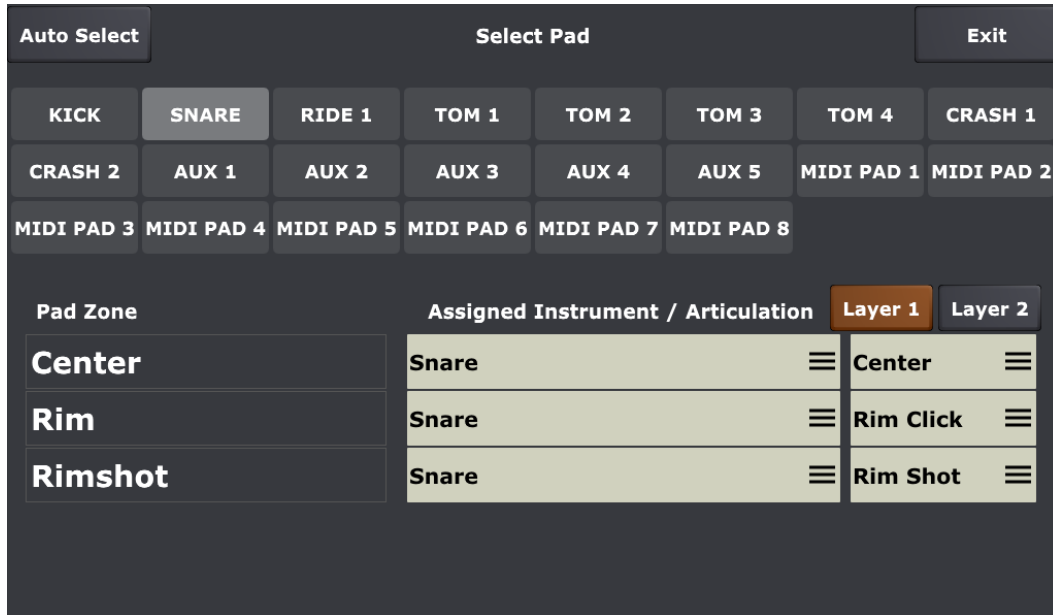 Auto Select Select Pad Exit
KICK SNARE RIDE 1 TOM 1 TOM 2 TOM 3 TOM 4 CRASH 1
CRASH 2 AUX 1 AUX 2 AUX 3 AUX 4 AUX 5 MIDI PAD 1 MIDI PAD 2
MIDI PAD 3 MIDI PAD 4 MIDI PAD 5 MIDI PAD 6 MIDI PAD 7 MIDI PAD 8
Pad Zone Assigned Instrument / Articulation Layer 1 Layer 2
Center Snare Center
Rim Snare Rim Click
Rimshot Snare Rim Shot